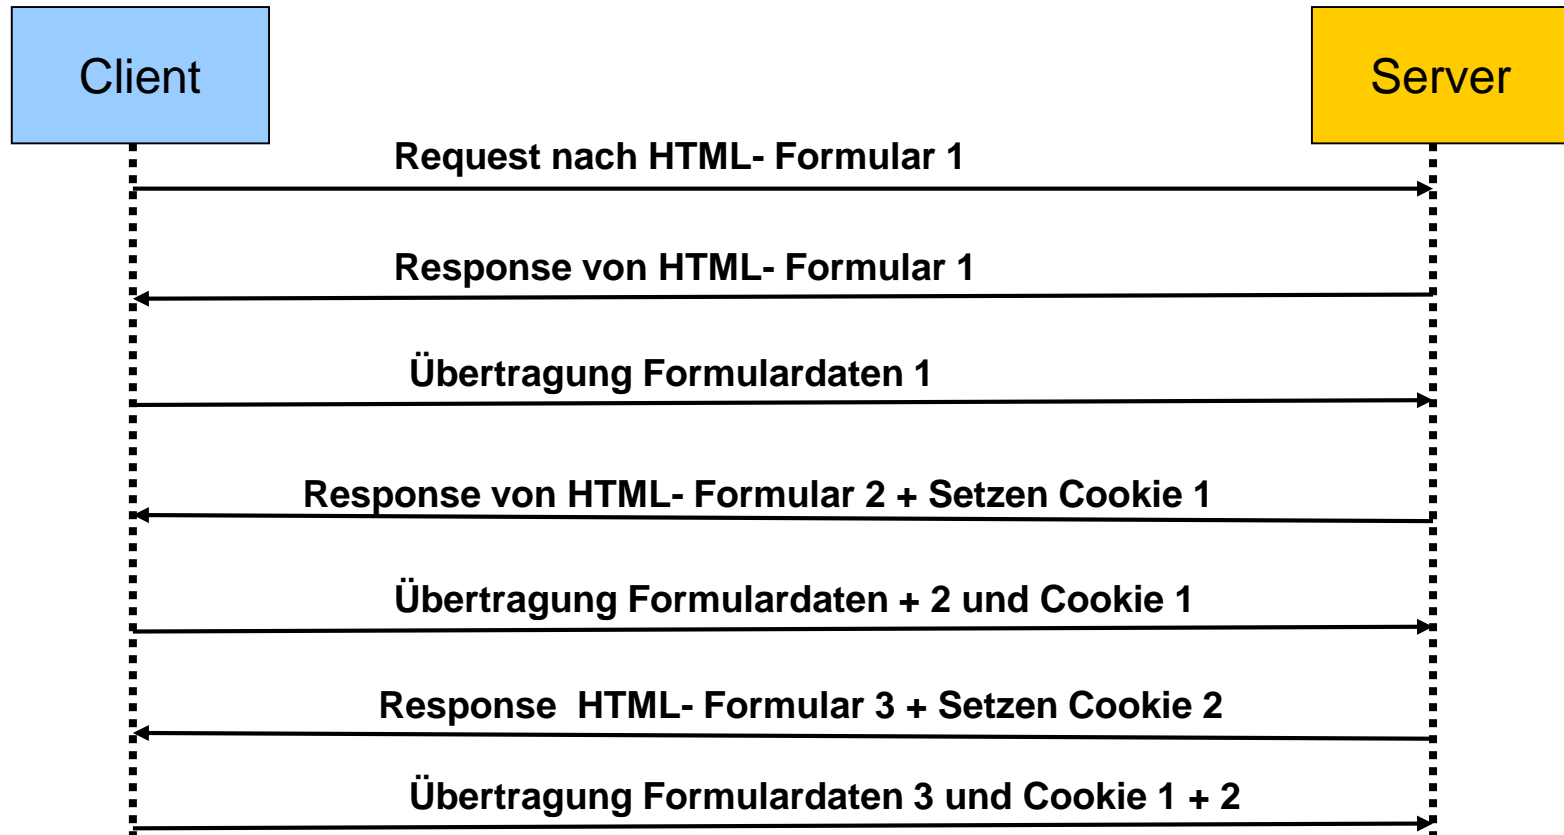 Client
Server
Request nach HTML- Formular 1
Response von HTML- Formular 1
Übertragung Formulardaten 1
Response von HTML- Formular 2 + Setzen Cookie 1
Übertragung Formulardaten + 2 und Cookie 1
Response  HTML- Formular 3 + Setzen Cookie 2
Übertragung Formulardaten 3 und Cookie 1 + 2